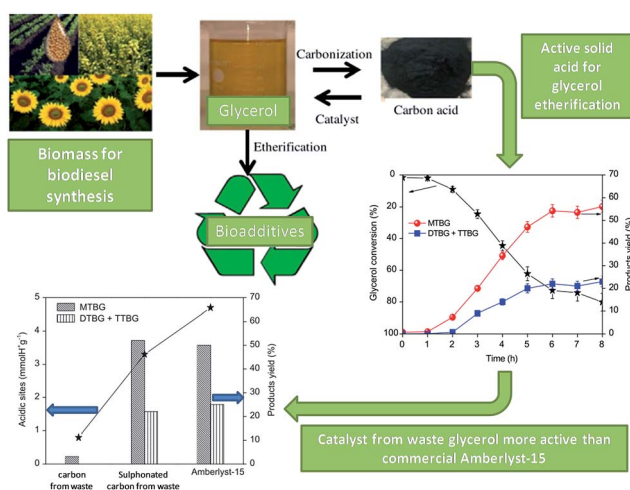 Biomass for
biodiesel
synthesis
Glycerol
Carbonization
Catalyst
Carbon acid
Etherification
Bioadditives
Active solid
acid for
glycerol
etherification
Glycerol conversion (%)
0
20
40
60
80
100
MTBG
DTBG + TTBG
Products yield (%)
70
60
50
40
30
20
10
0
0 1 2 3 4 5 6 7 8
Time (h)
Acidic sites (mmolH+g-1)
5
4
3
2
1
0
MTBG
DTBG + TTBG
Products yield (%)
70
60
50
40
30
20
10
0
carbon
from waste
Sulphonated
carbon from waste
Amberlyst-15
Catalyst from waste glycerol more active than
commercial Amberlyst-15